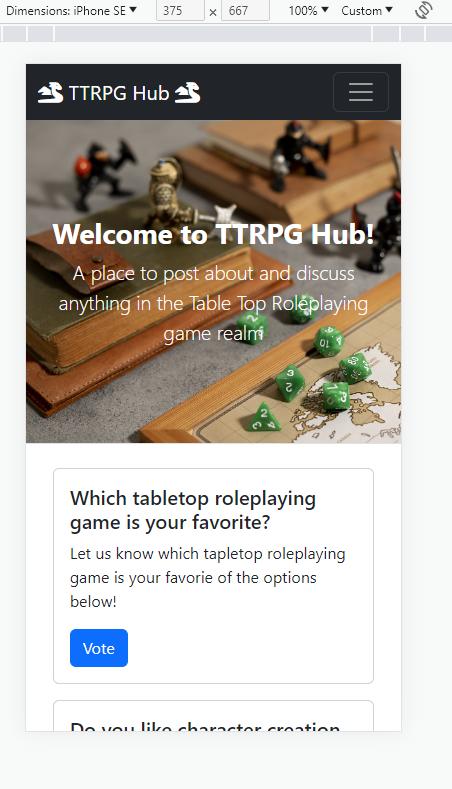 Dimensions: iPhone SE ▼ 375 × 667 100% ▼ Custom ▼
TTRPG Hub
Welcome to TTRPG Hub!
A place to post about and discuss
anything in the Table Top Roleplaying
game realm
Which tabletop roleplaying
game is your favorite?
Let us know which tapletop roleplaying
game is your favorie of the options
below!
Vote
Do you like character creation